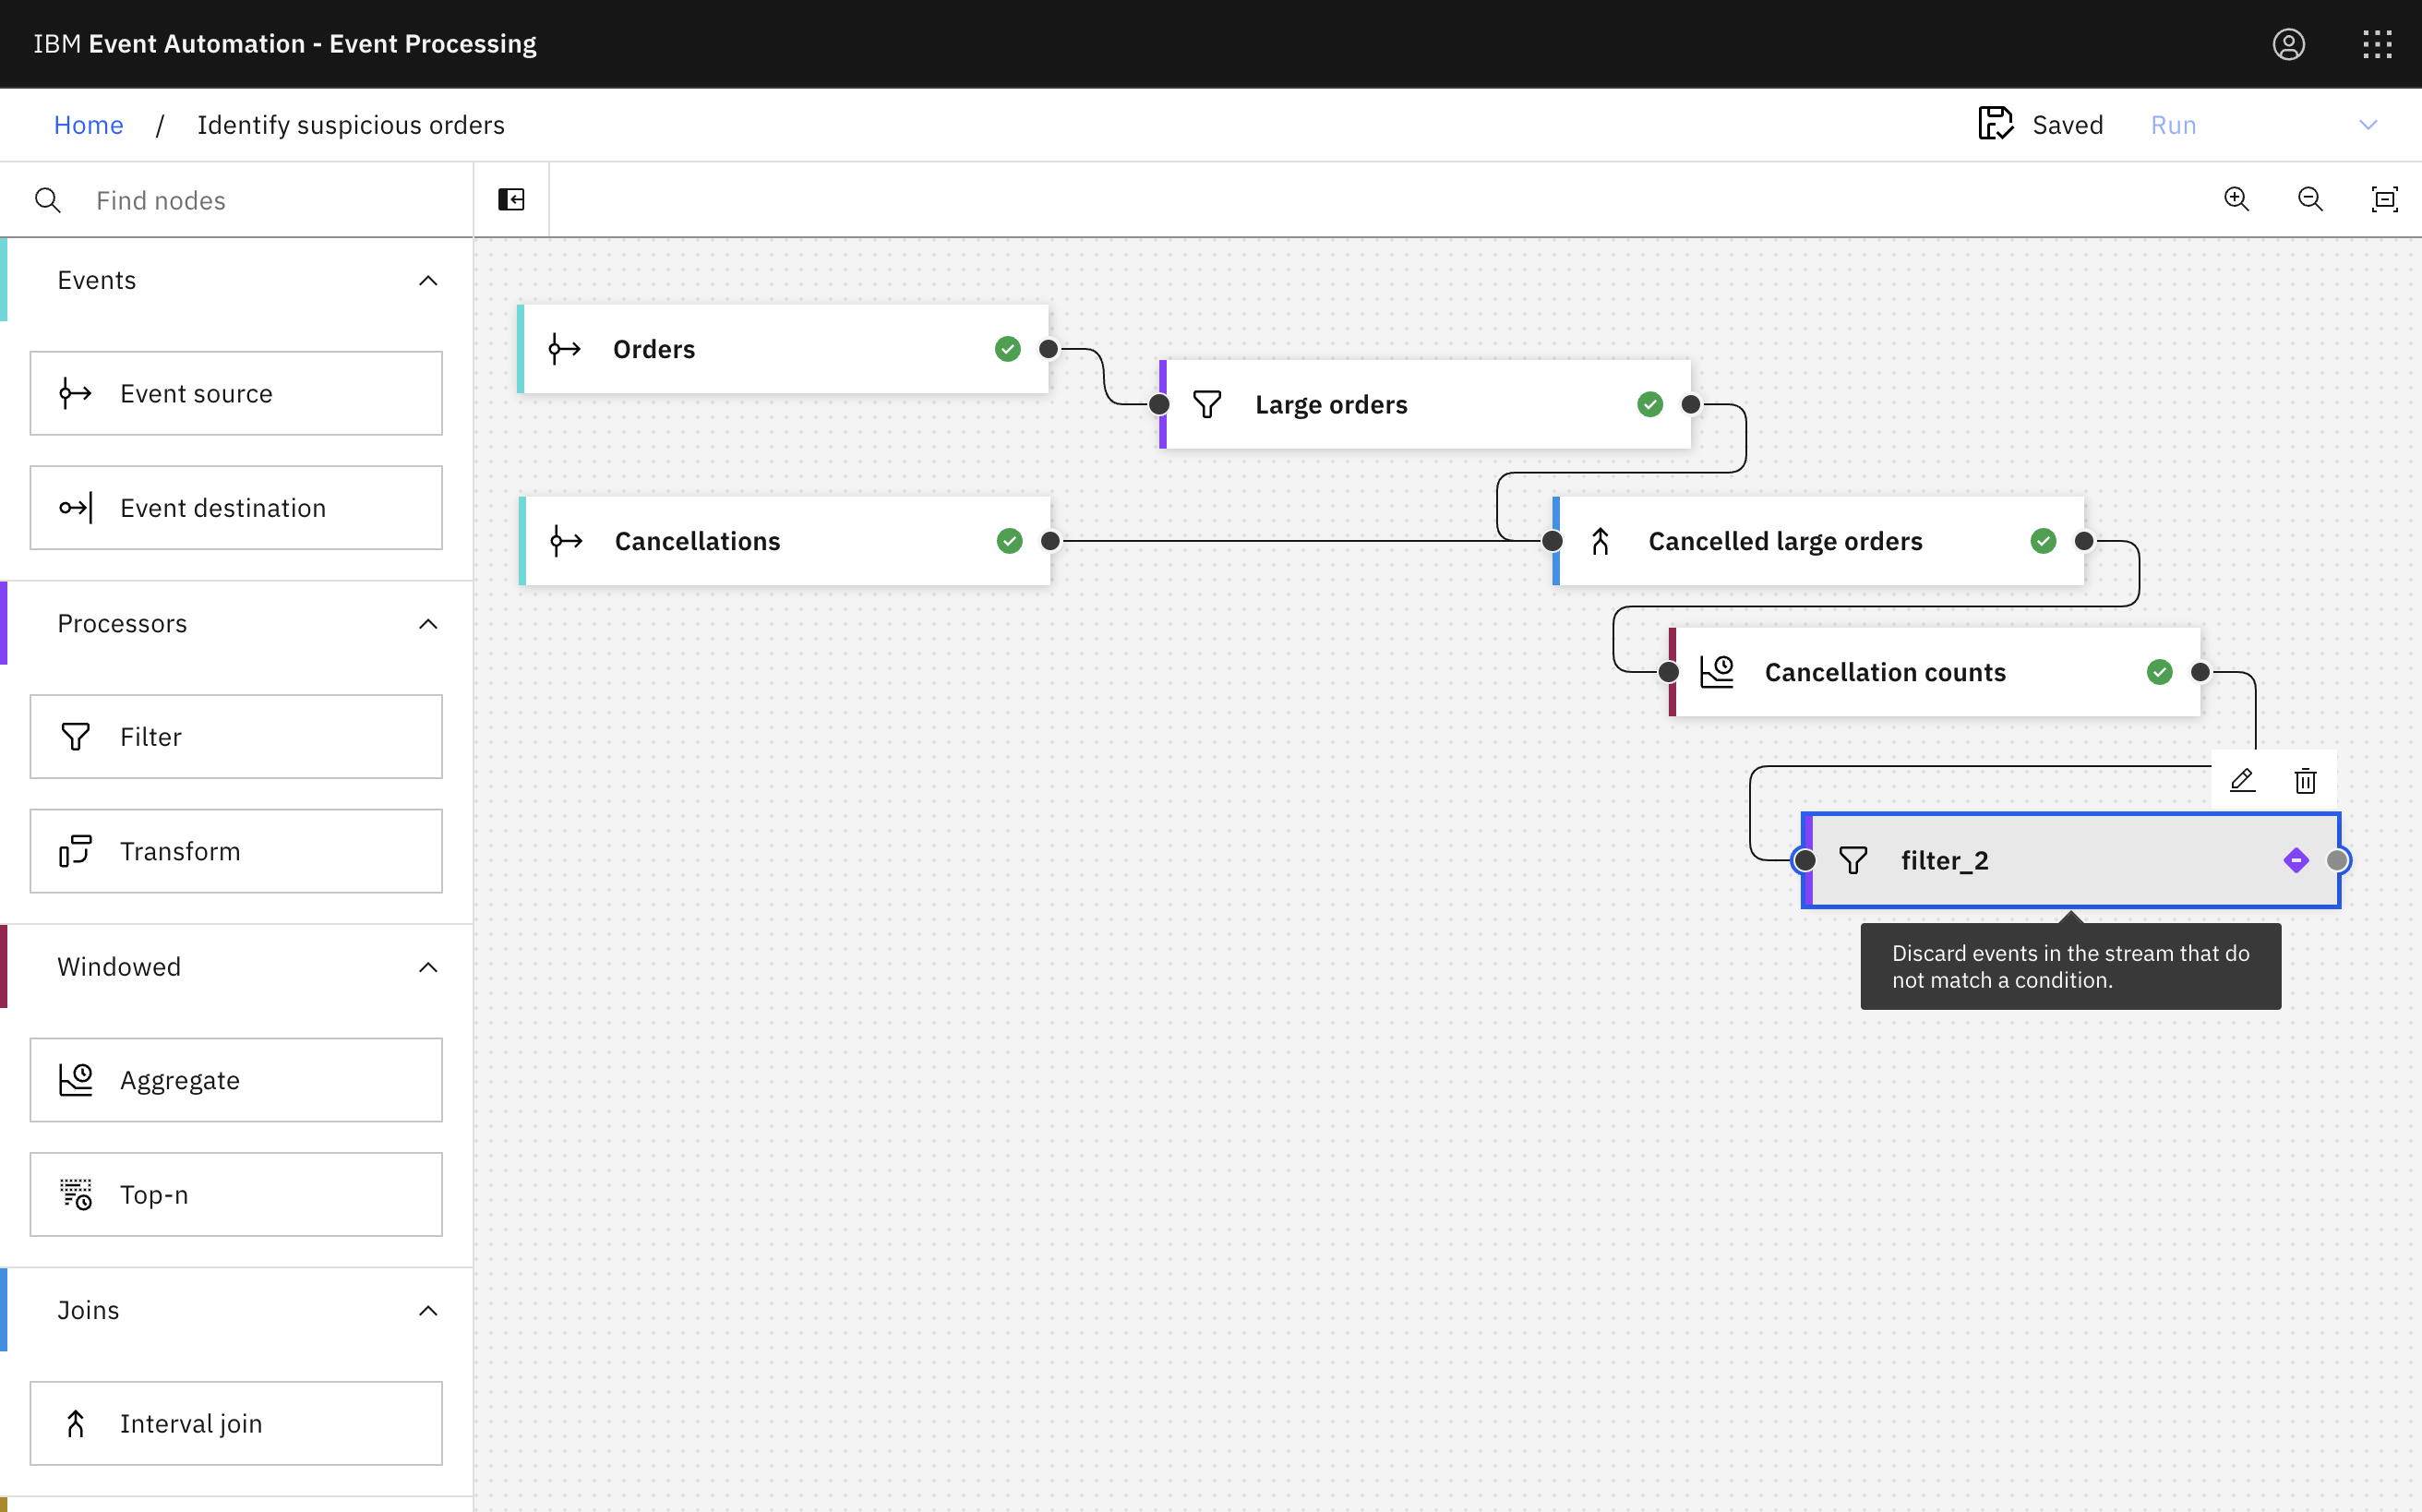 IBM Event Automation - Event Processing
Home / Identify suspicious orders
Saved
Run
Find nodes
Events
Event source
Event destination
Processors
Filter
Transform
Windowed
Aggregate
Top-n
Joins
Interval join
Orders
Large orders
Cancellations
Cancelled large orders
Cancellation counts
filter_2
Discard events in the stream that do
not match a condition.